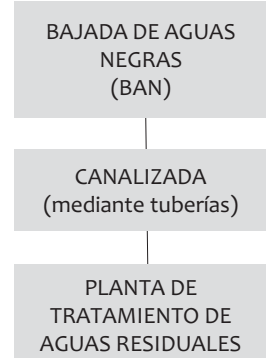 BAJADA DE AGUAS
NEGRAS
(BAN)
CANALIZADA
(mediante tuberías)
PLANTA DE
TRATAMIENTO DE
AGUAS RESIDUALES